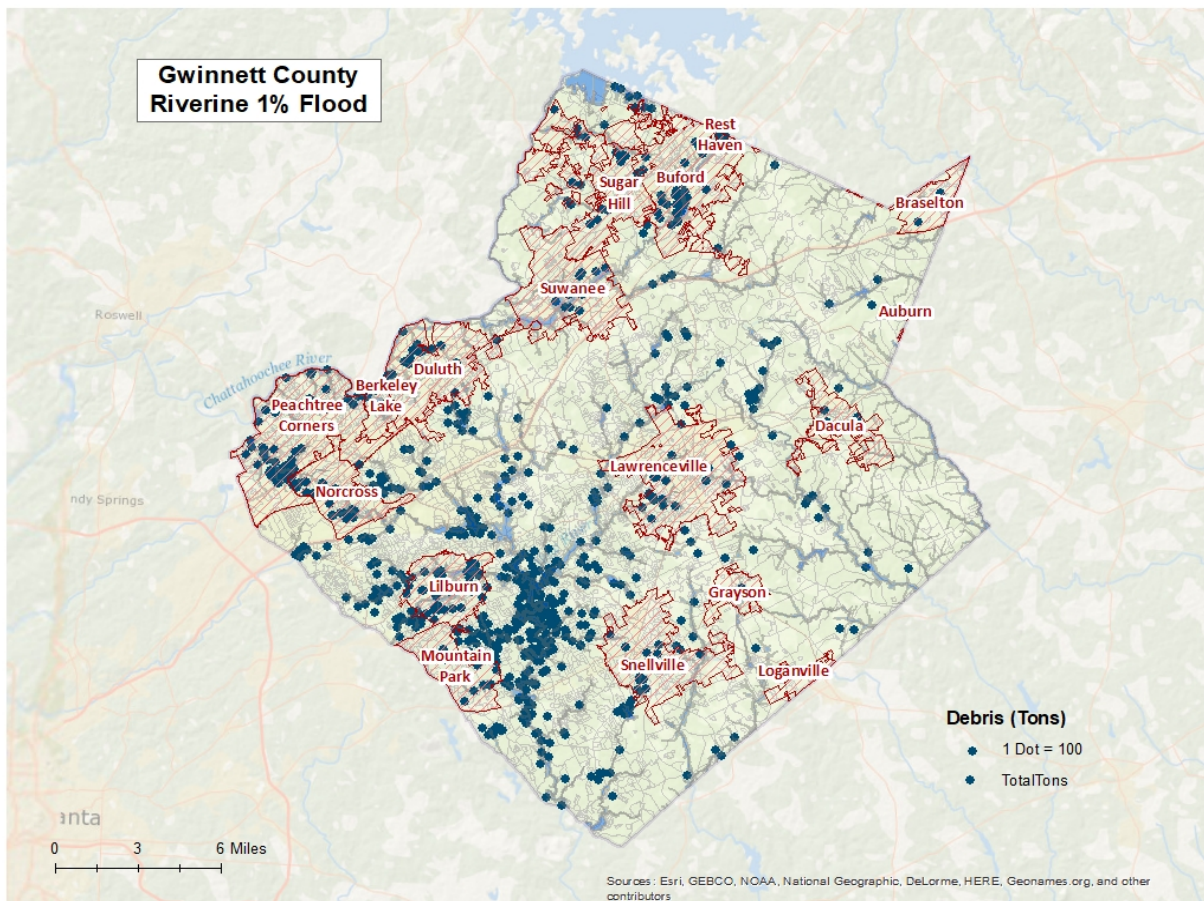 Gwinnett County
Riverine 1% Flood
Rest
Haven
Sugar
Hill
Buford
Braselton
Suwanee
Auburn
Roswell
Chattahoochee River
Duluth
Berkeley
Lake
Peachtree
Corners
Dacula
Lawrenceville
Norcross
ndy Springs
Lilburn
Grayson
Mountain
Park
Snellville
Loganville
Debris (Tons)
1 Dot = 100
TotalTons
anta
0 3 6 Miles
Sources: Esri, GEBCO, NOAA, National Geographic, DeLorme, HERE, Geonames.org, and other
contributors